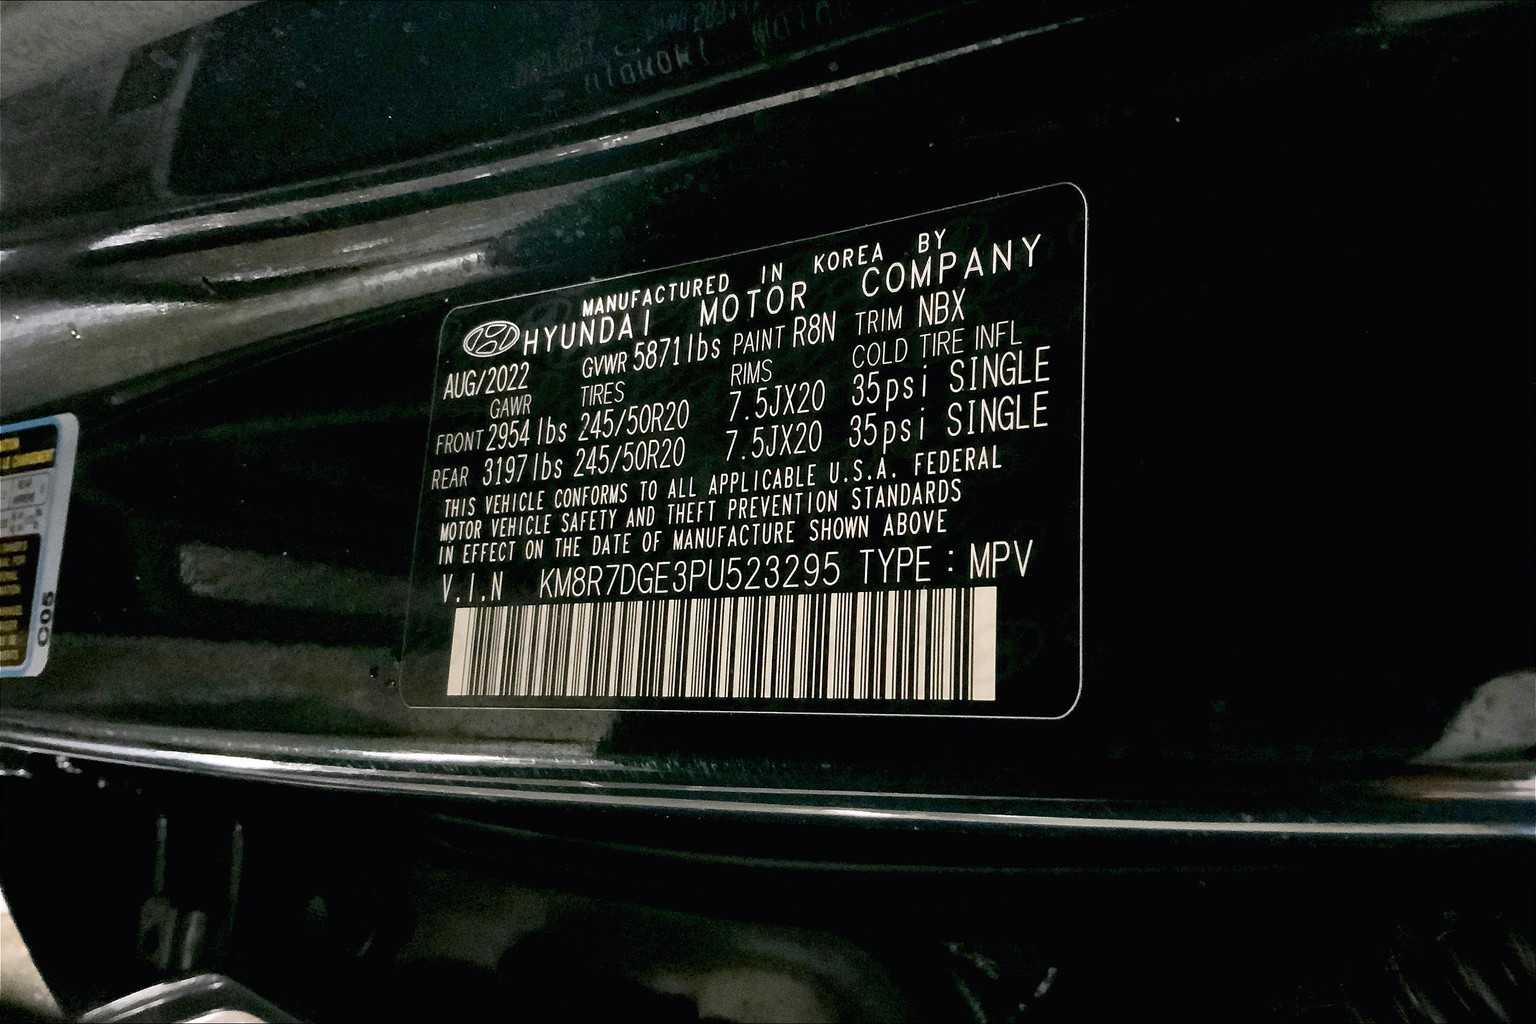 MANUFACTURED IN KOREA BY
HYUNDAI MOTOR COMPANY
AUG/2022 GVWR 5871lbs PAINT R8N TRIM NBX
GAWR TIRES RIMS COLD TIRE INFL
FRONT 2954 lbs 245/50R20 7.5JX20 35psi SINGLE
REAR 3197 lbs 245/50R20 7.5JX20 35psi SINGLE
THIS VEHICLE CONFORMS TO ALL APPLICABLE U.S.A. FEDERAL
MOTOR VEHICLE SAFETY AND THEFT PREVENTION STANDARDS
IN EFFECT ON THE DATE OF MANUFACTURE SHOWN ABOVE
V.I.N KM8R7DGE3PU523295 TYPE : MPV
C05